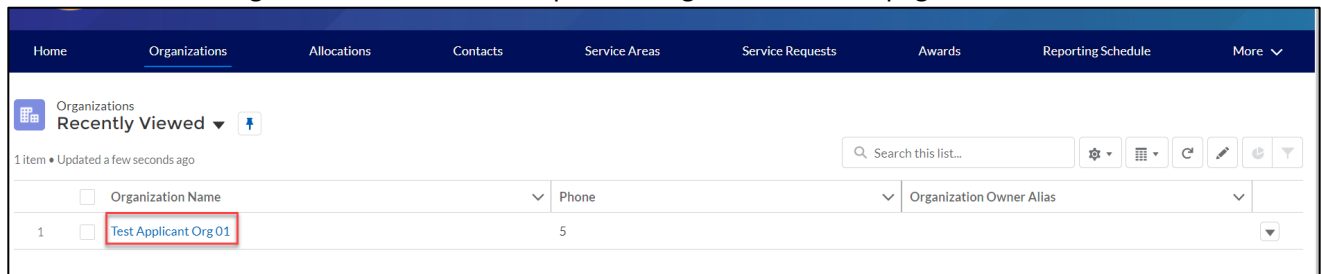 Home Organizations Allocations Contacts Service Areas Service Requests Awards Reporting Schedule More
Organizations
Recently Viewed
1 item • Updated a few seconds ago
Search this list...
Organization Name Phone Organization Owner Alias
1 Test Applicant Org 01 5